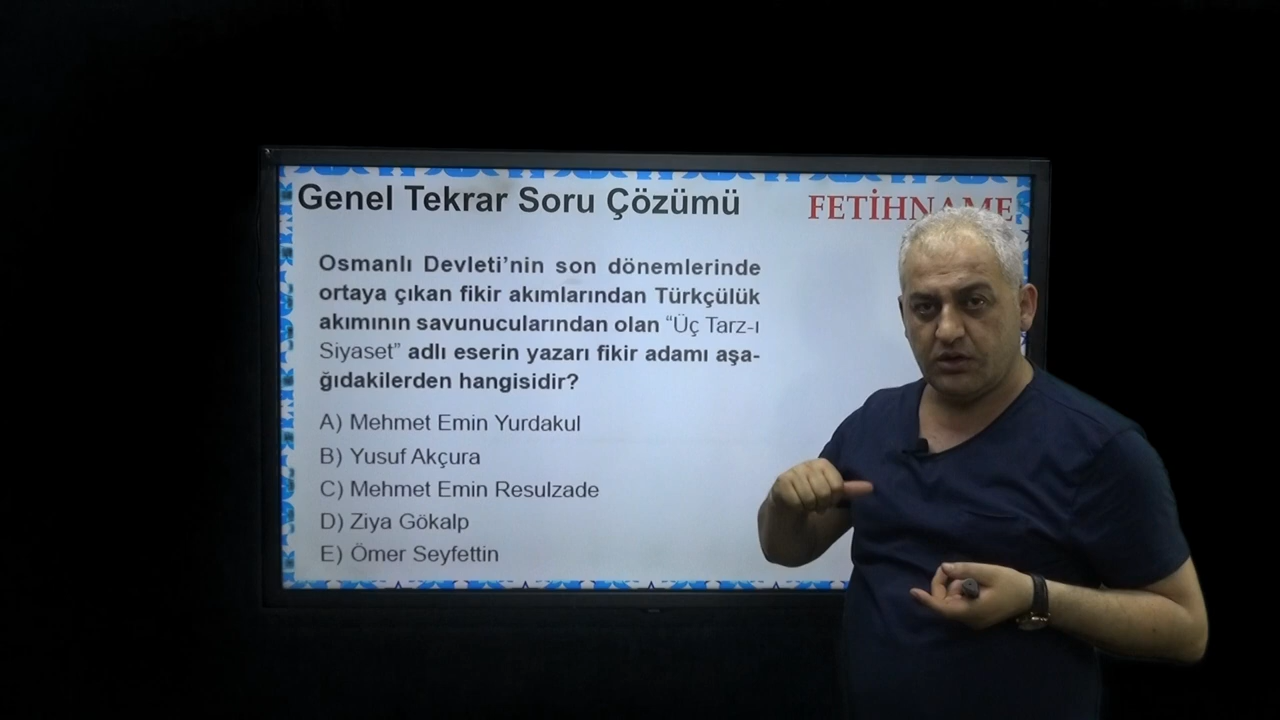 Genel Tekrar Soru Çözümü
FETİHNAME
Osmanlı Devleti’nin son dönemlerinde
ortaya çıkan fikir akımlarından Türkçülük
akımının savunucularından olan “Üç Tarz-ı
Siyaset” adlı eserin yazarı fikir adamı aşa-
ğıdakilerden hangisidir?
A) Mehmet Emin Yurdakul
B) Yusuf Akçura
C) Mehmet Emin Resulzade
D) Ziya Gökalp
E) Ömer Seyfettin